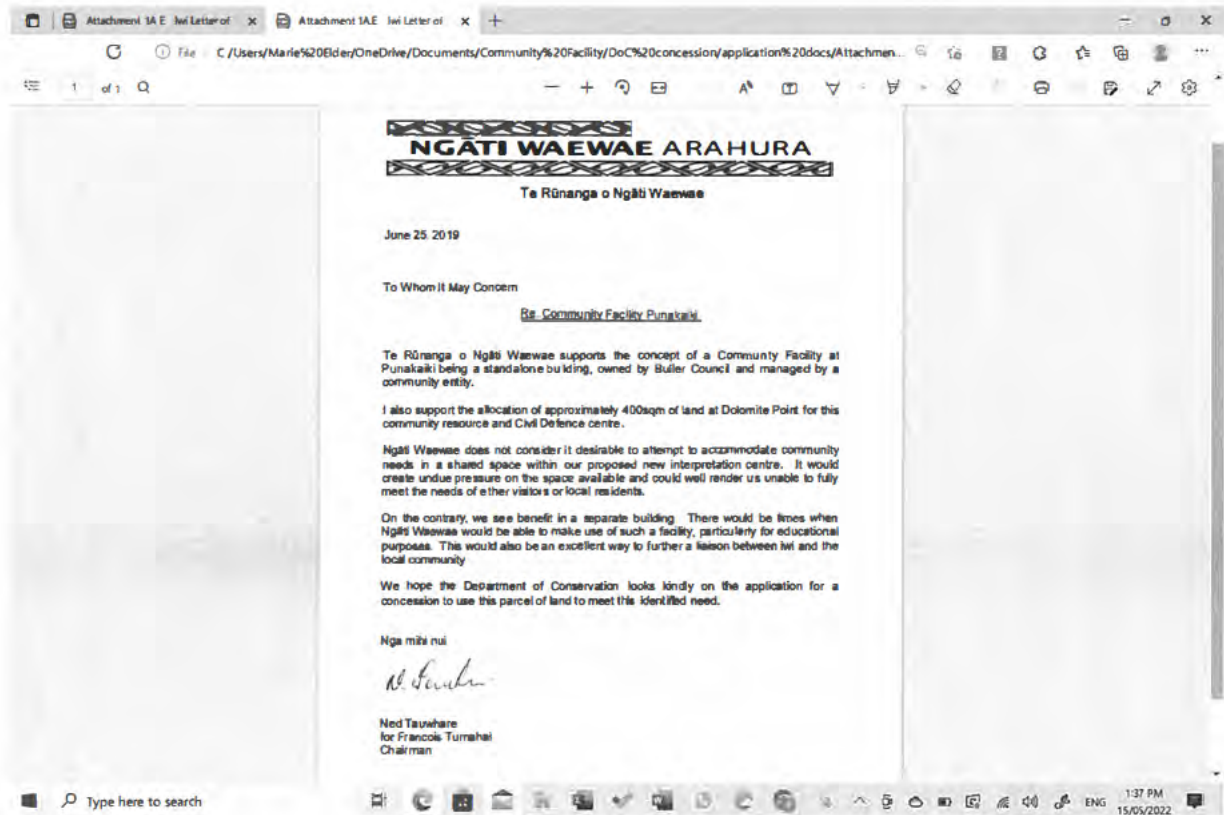 Attachment 1A E Iwi Letter of
Attachment 1A.E Iwi Letter of
File C:/Users/Marie%20Elder/OneDrive/Documents/Community%20Facility/DoC%20concession/application%20docs/Attachmen...
1 of 1
NGĀTI WAEWAE ARAHURA
Te Rūnanga o Ngāti Waewae
June 25, 2019
To Whom It May Concern
Re. Community Facility Punakaiki
Te Rūnanga o Ngāti Waewae supports the concept of a Communty Facility at
Punakaiki being a standalone building, owned by Buller Council and managed by a
community entity.
I also support the allocation of approximately 400sqm of land at Dolomite Point for this
community resource and Civil Defence centre.
Ngāti Waewae does not consider it desirable to attempt to accommodate community
needs in a shared space within our proposed new interpretation centre. It would
create undue pressure on the space available and could well render us unable to fully
meet the needs of either visitors or local residents.
On the contrary, we see benefit in a separate building. There would be times when
Ngāti Waewae would be able to make use of such a facility, particularly for educational
purposes. This would also be an excellent way to further a liaison between iwi and the
local community
We hope the Department of Conservation looks kindly on the application for a
concession to use this parcel of land to meet this identified need.
Nga mihi nui
Ned Tauwhare
for Francois Tumahai
Chairman
Type here to search
ENG
1:37 PM
15/05/2022